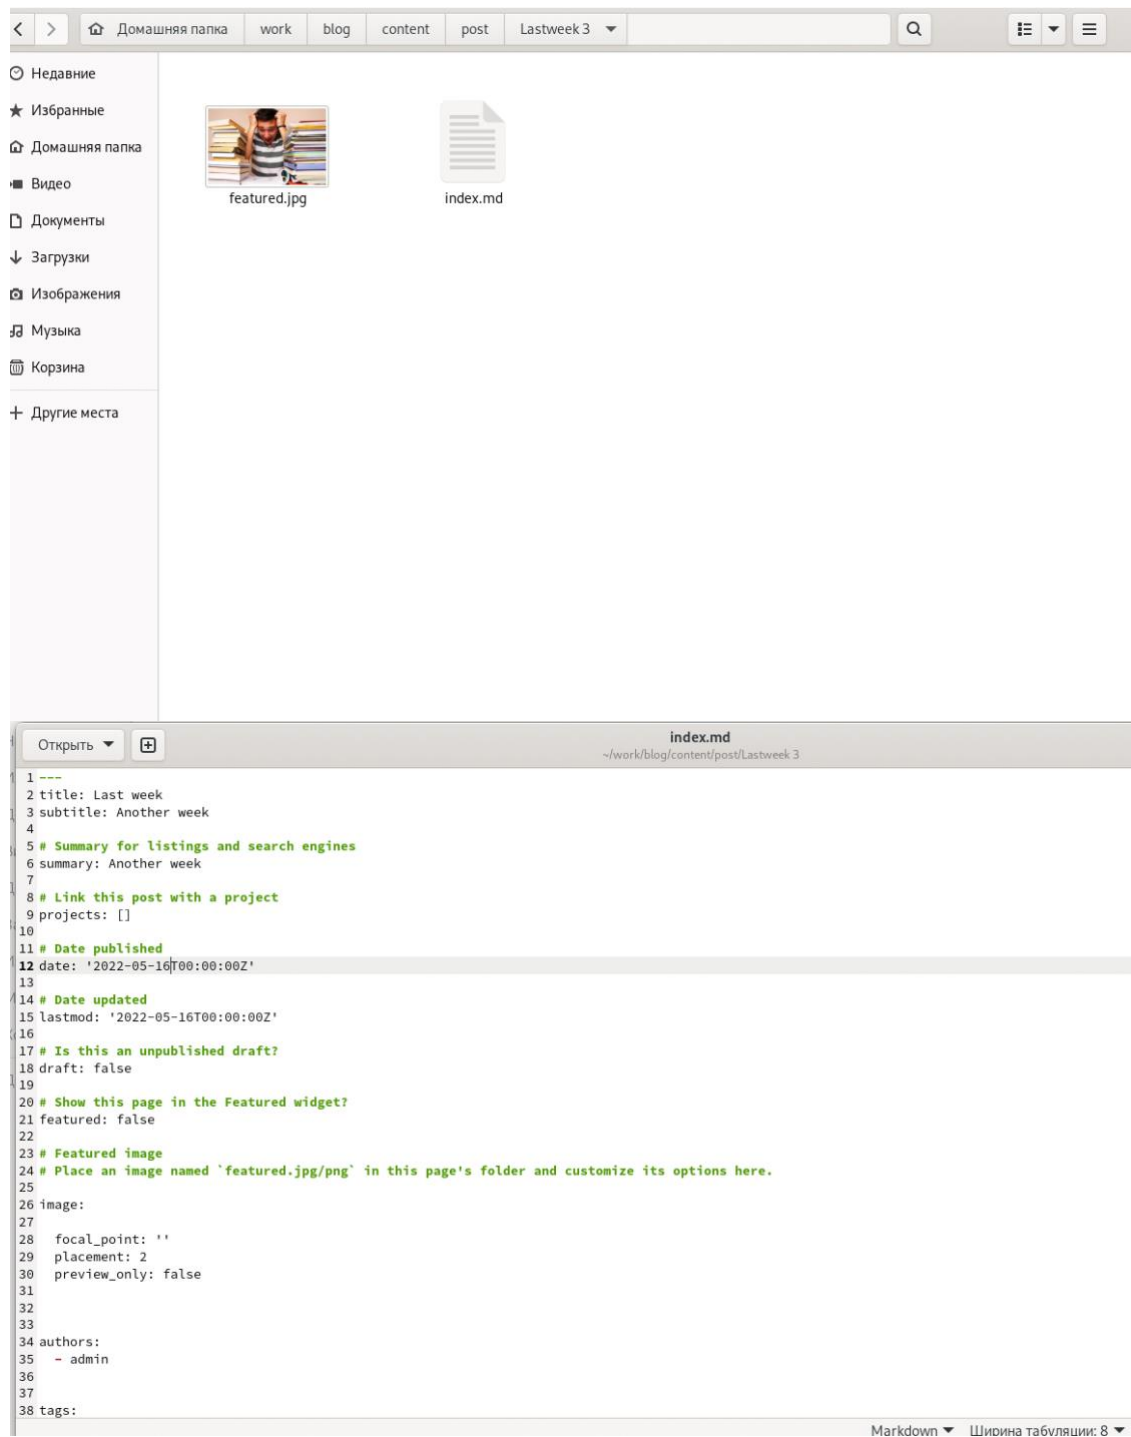 Домашняя папка work blog content post Lastweek 3
Недавние
Избранные
Домашняя папка
Видео
Документы
Загрузки
Изображения
Музыка
Корзина
Другие места
featured.jpg index.md
Открыть index.md
~/work/blog/content/post/Lastweek 3
1 ---
2 title: Last week
3 subtitle: Another week
4
5 # Summary for listings and search engines
6 summary: Another week
7
8 # Link this post with a project
9 projects: []
10
11 # Date published
12 date: '2022-05-16T00:00:00Z'
13
14 # Date updated
15 lastmod: '2022-05-16T00:00:00Z'
16
17 # Is this an unpublished draft?
18 draft: false
19
20 # Show this page in the Featured widget?
21 featured: false
22
23 # Featured image
24 # Place an image named `featured.jpg/png` in this page's folder and customize its options here.
25
26 image:
27
28   focal_point: ''
29   placement: 2
30   preview_only: false
31
32
33
34 authors:
35   - admin
36
37
38 tags:
Markdown Ширина табуляции: 8